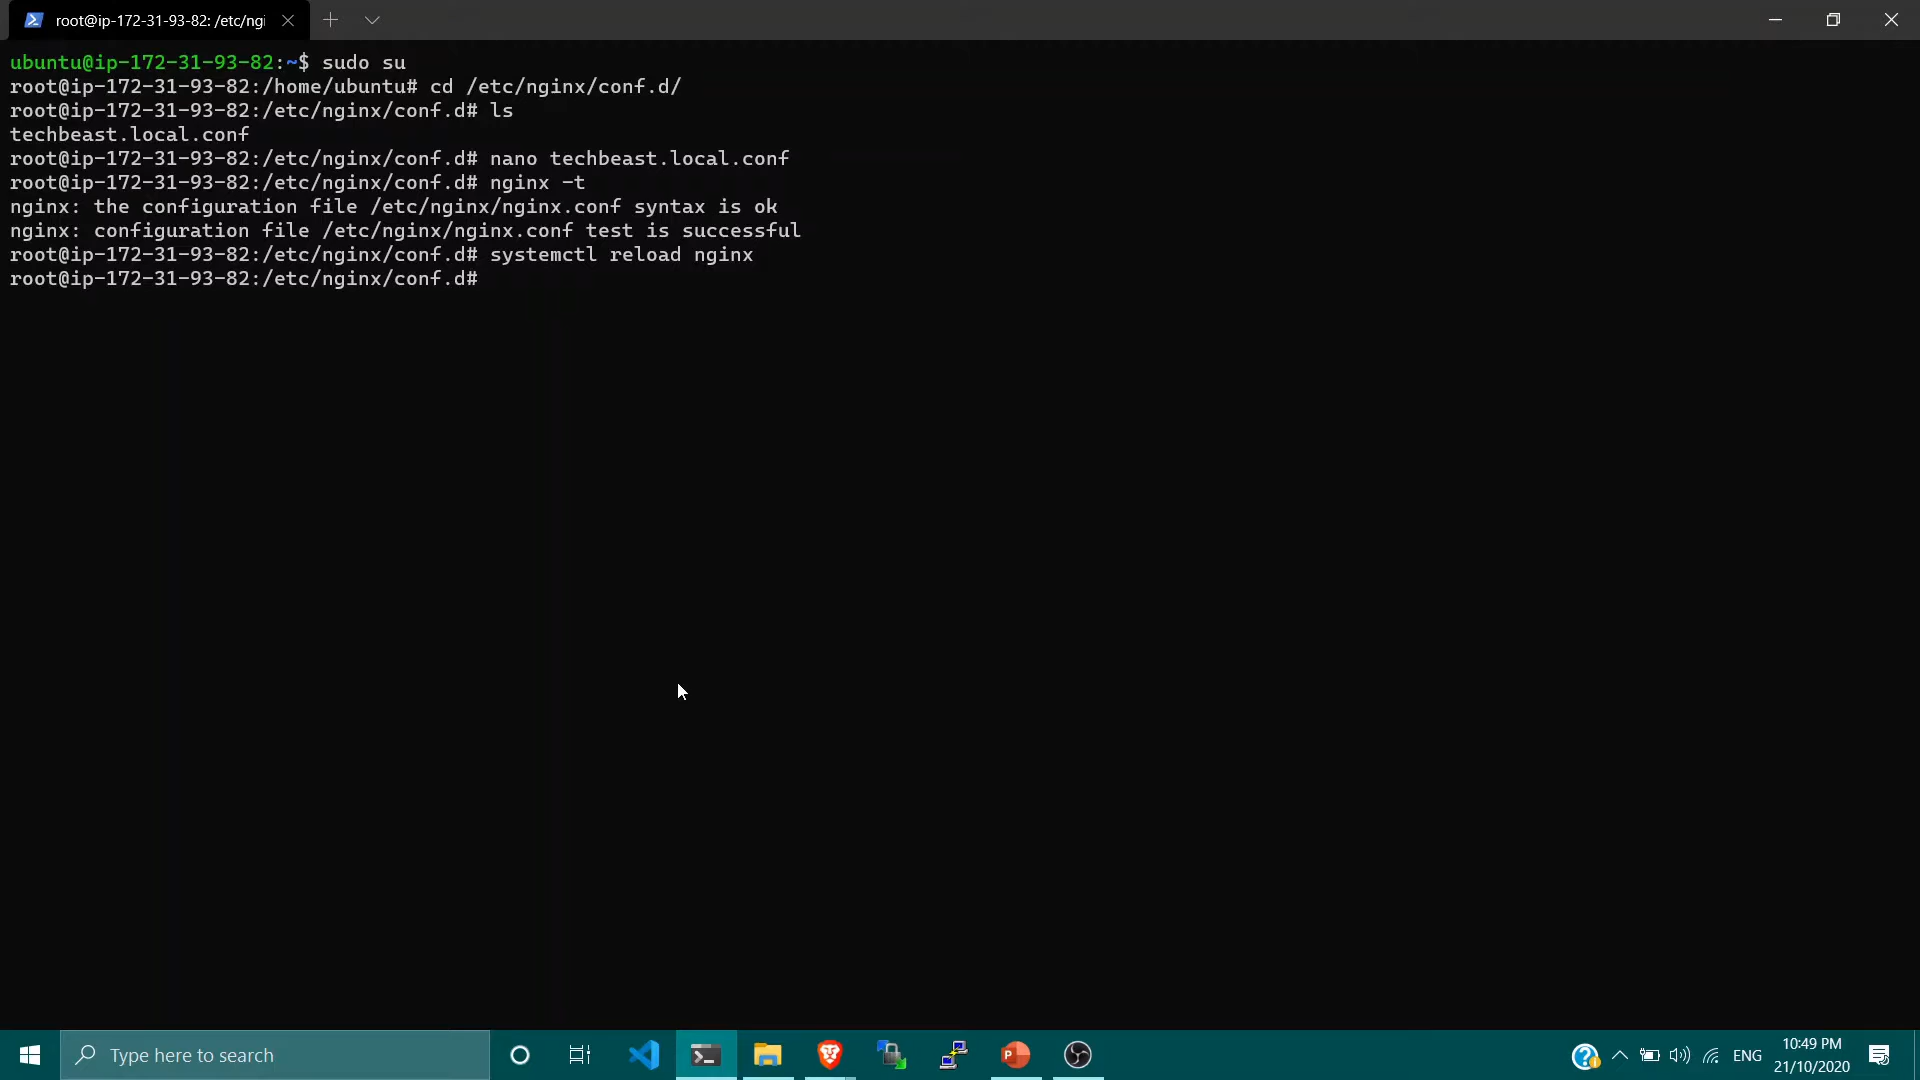 root@ip-172-31-93-82: /etc/ngi
ubuntu@ip-172-31-93-82:~$ sudo su
root@ip-172-31-93-82:/home/ubuntu# cd /etc/nginx/conf.d/
root@ip-172-31-93-82:/etc/nginx/conf.d# ls
techbeast.local.conf
root@ip-172-31-93-82:/etc/nginx/conf.d# nano techbeast.local.conf
root@ip-172-31-93-82:/etc/nginx/conf.d# nginx -t
nginx: the configuration file /etc/nginx/nginx.conf syntax is ok
nginx: configuration file /etc/nginx/nginx.conf test is successful
root@ip-172-31-93-82:/etc/nginx/conf.d# systemctl reload nginx
root@ip-172-31-93-82:/etc/nginx/conf.d#
Type here to search
ENG
10:49 PM
21/10/2020